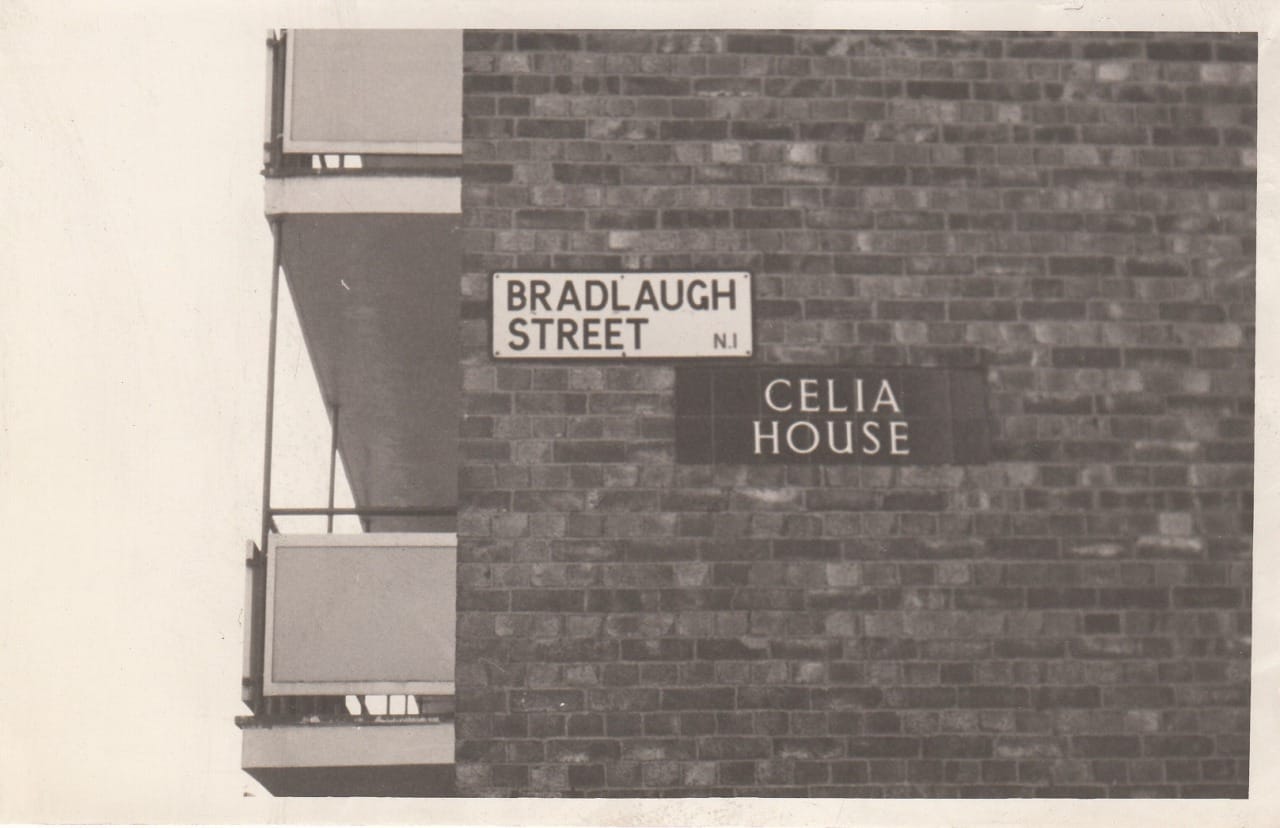 BRADLAUGH
STREET N.1
CELIA
HOUSE